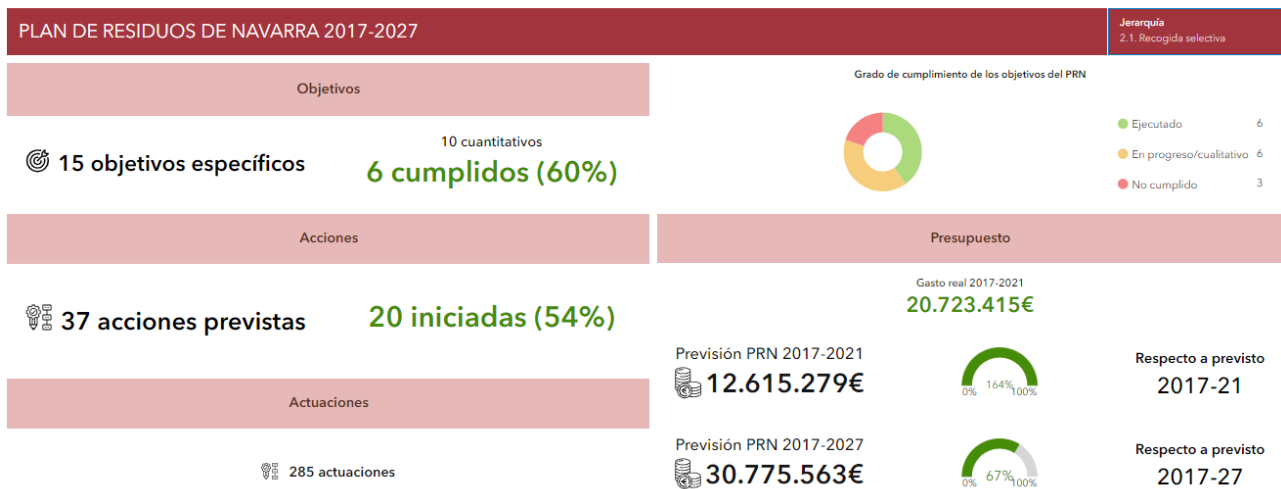 PLAN DE RESIDUOS DE NAVARRA 2017-2027
Jerarquía
2.1. Recogida selectiva
Objetivos
15 objetivos específicos
10 cuantitativos
6 cumplidos (60%)
Grado de cumplimiento de los objetivos del PRN
Ejecutado 6
En progreso/cualitativo 6
No cumplido 3
Acciones
37 acciones previstas
20 iniciadas (54%)
Actuaciones
285 actuaciones
Presupuesto
Gasto real 2017-2021
20.723.415€
Previsión PRN 2017-2021
12.615.279€
164%
0% 100%
Respecto a previsto
2017-21
Previsión PRN 2017-2027
30.775.563€
67%
0% 100%
Respecto a previsto
2017-27